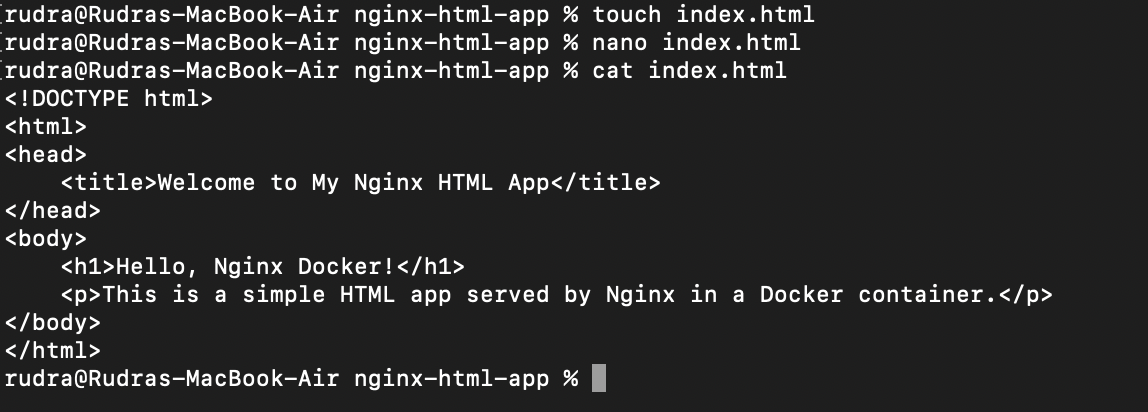 [rudra@Rudras-MacBook-Air nginx-html-app % touch index.html
[rudra@Rudras-MacBook-Air nginx-html-app % nano index.html
[rudra@Rudras-MacBook-Air nginx-html-app % cat index.html
<!DOCTYPE html>
<html>
<head>
    <title>Welcome to My Nginx HTML App</title>
</head>
<body>
    <h1>Hello, Nginx Docker!</h1>
    <p>This is a simple HTML app served by Nginx in a Docker container.</p>
</body>
</html>
rudra@Rudras-MacBook-Air nginx-html-app %